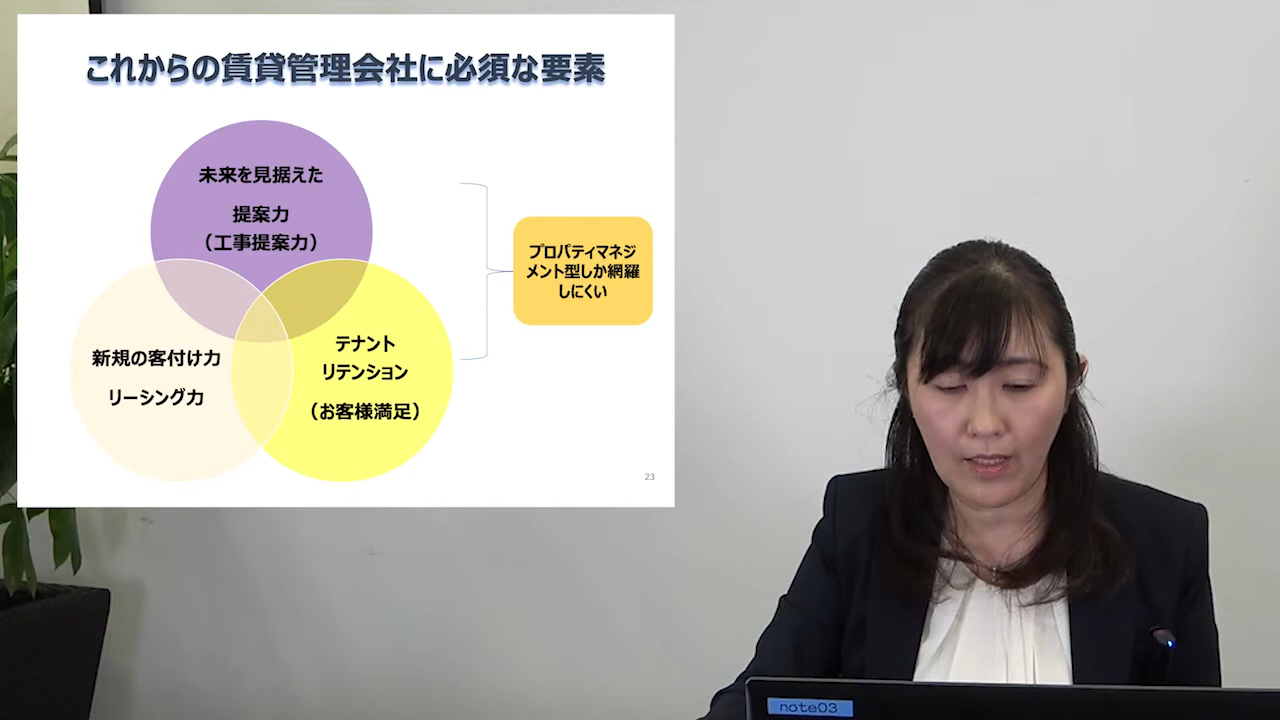 これからの賃貸管理会社に必須な要素
未来を見据えた
提案力
（工事提案力）
新規の客付け力
リーシング力
テナント
リテンション
（お客様満足）
プロパティマネジ
メント型しか網羅
しにくい
23
note03